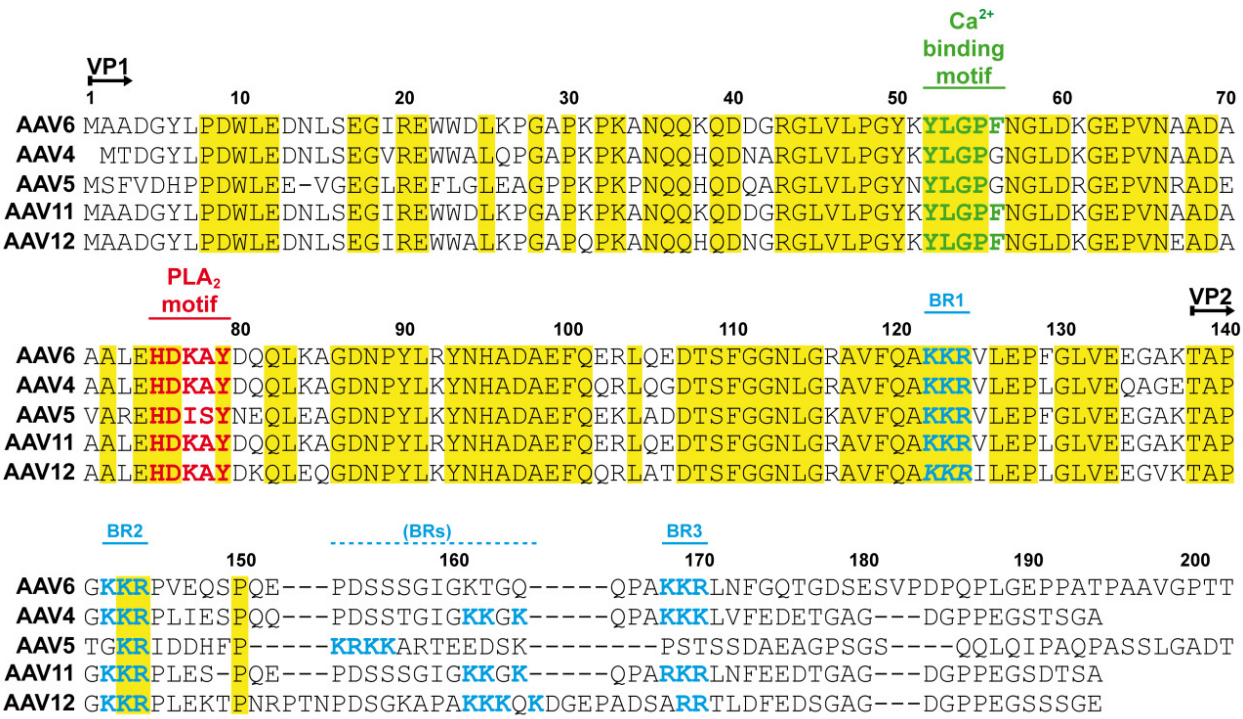 Ca2+
binding
motif
VP1
1 10 20 30 40 50 60 70
AAV6 MAADGYLPDWLEDNLSEGIREWWDLKPGAPKPKANQQKQDDGRGLVLPGYKYLGPFNGLDKGEPVNAADA
AAV4 MTDGYLPDWLEDNLSEGVREWWALQPGAPKPKANQQHQDNARGLVLPGYKYLGPGNGLDKGEPVNAADA
AAV5 MSFVDHPPDWLEE-VGEGLREFLGLEAGPPKPKPNQQHQDQARGLVLPGYNYLGPGNGLDRGEPVNRADE
AAV11 MAADGYLPDWLEDNLSEGIREWWDLKPGAPKPKANQQKQDDGRGLVLPGYKYLGPFNGLDKGEPVNAADA
AAV12 MAADGYLPDWLEDNLSEGIREWWALKPGAPQPKANQQHQDNGRGLVLPGYKYLGPFNGLDKGEPVNEADA
PLA2
motif
BR1
VP2
80 90 100 110 120 130 140
AAV6 AALEHDKAYDQQLKAGDNPYLRYNHADAEFQERLQEDTSFGGNLGRAVFQAKKRVLEPFGLVEEGAKTAP
AAV4 AALEHDKAYDQQLKAGDNPYLKYNHADAEFQQRLQGDTSFGGNLGRAVFQAKKRVLEPLGLVEQAGETAP
AAV5 VAREHDISYNEQLEAGDNPYLKYNHADAEFQEKLADDTSFGGNLGKAVFQAKKRVLEPFGLVEEGAKTAP
AAV11 AALEHDKAYDQQLKAGDNPYLRYNHADAEFQERLQEDTSFGGNLGRAVFQAKKRVLEPLGLVEEGAKTAP
AAV12 AALEHDKAYDKQLEQGDNPYLKYNHADAEFQQRLATDTSFGGNLGRAVFQAKKRILEPLGLVEEGVKTAP
BR2 (BRs) BR3
150 160 170 180 190 202
AAV6 GKKRPVEQSPQE---PDSSSGIGKTGQ-----QPAKKRLNFGQTGDSESVPDPQPLGEPPATPAAVGPTT
AAV4 GKKRPLIESPQQ---PDSSTGIGKKGK-----QPAKKKLVFEDETGAG---DGPPEGSTSGA
AAV5 TGKRIDDHFP-----KRKKARTEEDSK--------PSTSSDAEAGPSGS---QQLQIPAQPASSLGADT
AAV11 GKKRPLES-PQE---PDSSSGIGKKGK-----QPARKRLNFEEDTGAG---DGPPEGSDTSA
AAV12 GKKRPLEKTPNRPTNPDSGKAPAKKKQKDGEPADSARRTLDFEDSGAG---DGPPEGSSSGE